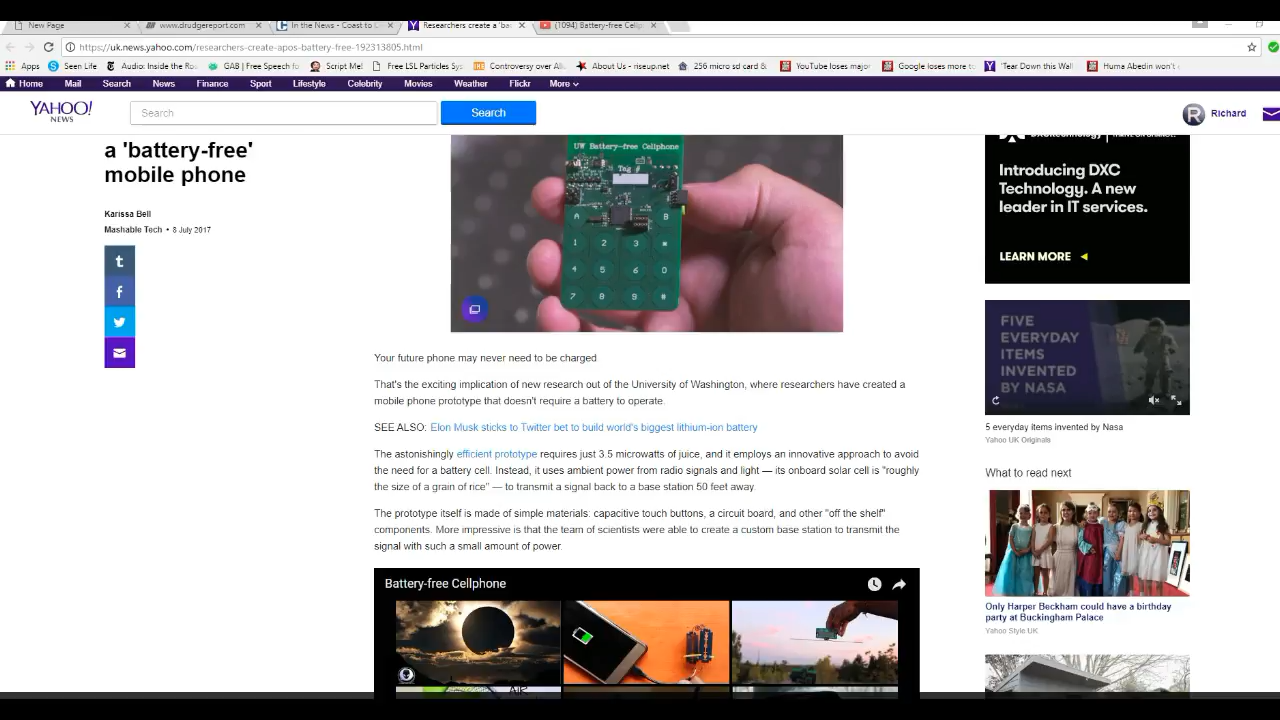 New Page
www.drudgereport.com
In the News - Coast to C
Researchers create a 'ba
(1094) Battery-free Cellp
https://uk.news.yahoo.com/researchers-create-apos-battery-free-192313805.html
Apps
Seen Life
Audio: Inside the Ro
GAB | Free Speech fo
Script Mel
Free LSL Particles Sys
Controversy over Al
About Us - riseup.net
256 micro sd card &
YouTube loses major
Google loses more to
'Tear Down this Wall
Huma Abedin won't c
Home
Mail
Search
News
Finance
Sport
Lifestyle
Celebrity
Movies
Weather
Flickr
More
YAHOO!
NEWS
Search
Search
R
Richard
a 'battery-free'
mobile phone
Karissa Bell
Mashable Tech • 8 July 2017
UW Battery-free Cellphone
Tag #
A
B
1 2 3 *
4 5 6 0
7 8 9 #
Your future phone may never need to be charged
That's the exciting implication of new research out of the University of Washington, where researchers have created a
mobile phone prototype that doesn't require a battery to operate.
SEE ALSO: Elon Musk sticks to Twitter bet to build world's biggest lithium-ion battery
The astonishingly efficient prototype requires just 3.5 microwatts of juice, and it employs an innovative approach to avoid
the need for a battery cell. Instead, it uses ambient power from radio signals and light — its onboard solar cell is "roughly
the size of a grain of rice" — to transmit a signal back to a base station 50 feet away.
The prototype itself is made of simple materials: capacitive touch buttons, a circuit board, and other "off the shelf"
components. More impressive is that the team of scientists were able to create a custom base station to transmit the
signal with such a small amount of power.
Battery-free Cellphone
Introducing DXC
Technology. A new
leader in IT services.
LEARN MORE
FIVE
EVERYDAY
ITEMS
INVENTED
BY NASA
5 everyday items invented by Nasa
Yahoo UK Originals
What to read next
Only Harper Beckham could have a birthday
party at Buckingham Palace
Yahoo Style UK